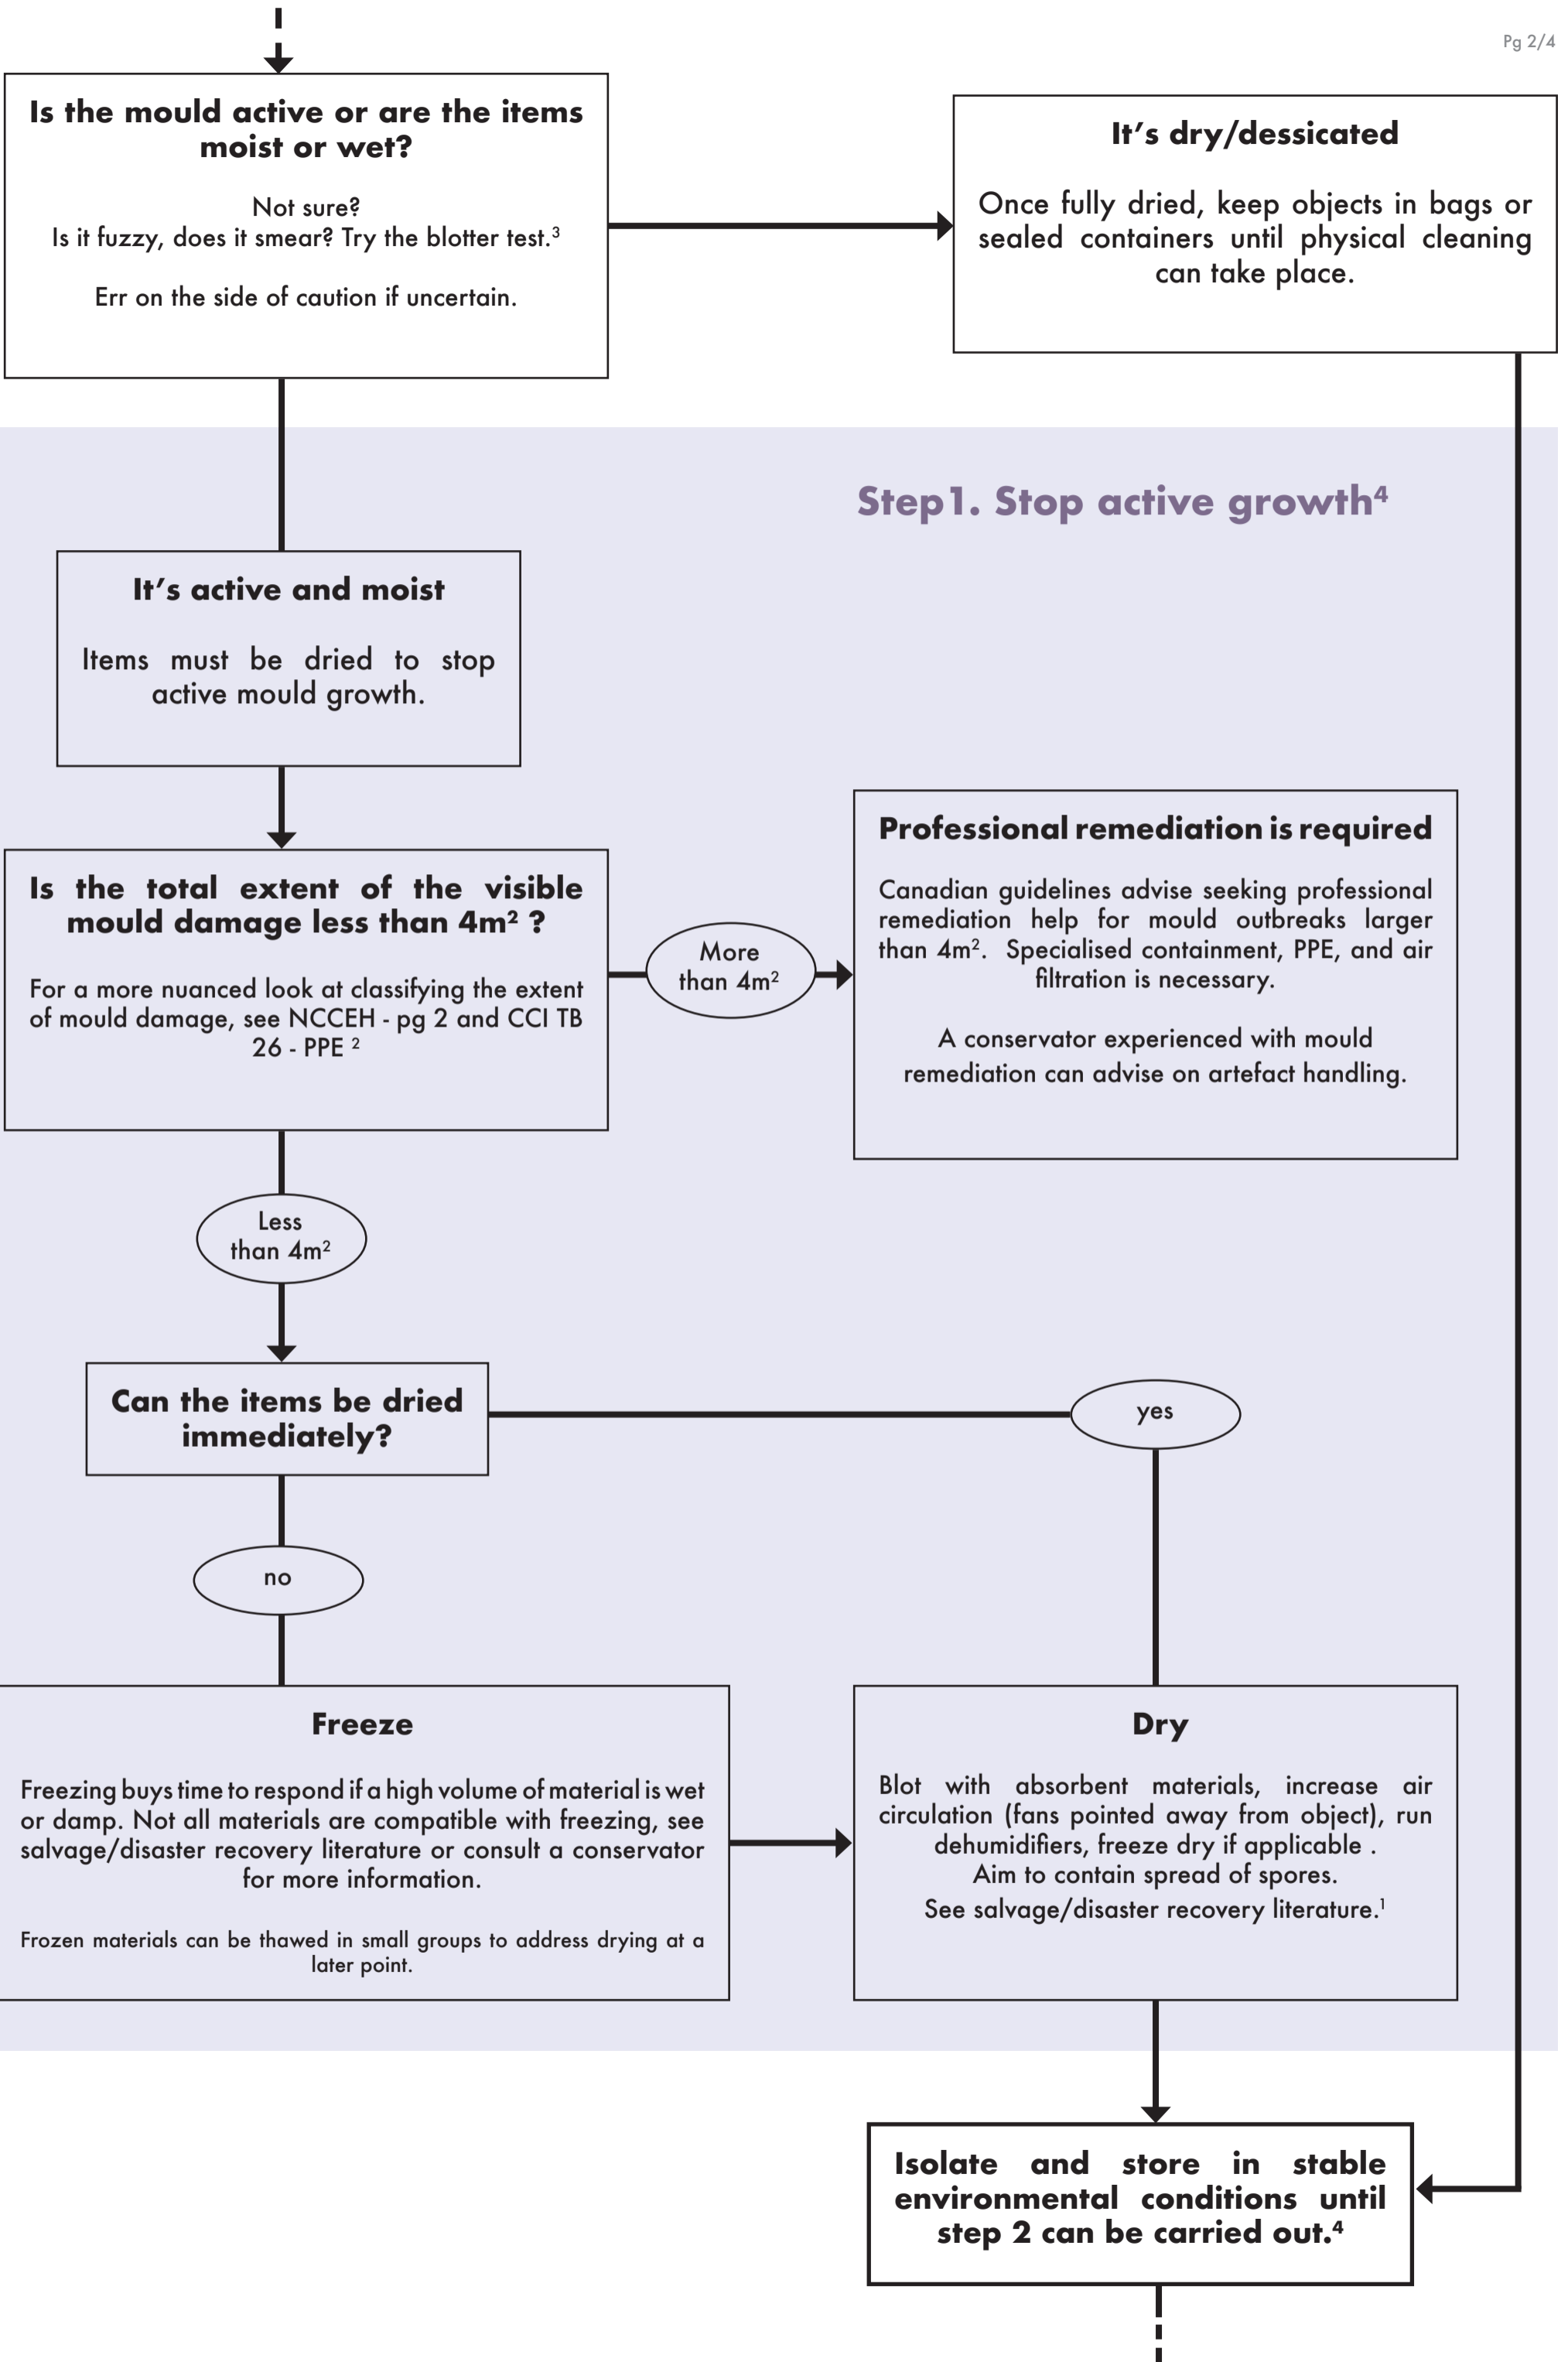 Pg 2/4
Is the mould active or are the items
moist or wet?
Not sure?
Is it fuzzy, does it smear? Try the blotter test.³
Err on the side of caution if uncertain.
It’s dry/dessicated
Once fully dried, keep objects in bags or
sealed containers until physical cleaning
can take place.
Step1. Stop active growth⁴
It’s active and moist
Items must be dried to stop
active mould growth.
Is the total extent of the visible
mould damage less than 4m² ?
For a more nuanced look at classifying the extent
of mould damage, see NCCEH - pg 2 and CCI TB
26 - PPE ²
More
than 4m²
Professional remediation is required
Canadian guidelines advise seeking professional
remediation help for mould outbreaks larger
than 4m². Specialised containment, PPE, and air
filtration is necessary.
A conservator experienced with mould
remediation can advise on artefact handling.
Less
than 4m²
Can the items be dried
immediately?
yes
no
Freeze
Freezing buys time to respond if a high volume of material is wet
or damp. Not all materials are compatible with freezing, see
salvage/disaster recovery literature or consult a conservator
for more information.
Frozen materials can be thawed in small groups to address drying at a
later point.
Dry
Blot with absorbent materials, increase air
circulation (fans pointed away from object), run
dehumidifiers, freeze dry if applicable .
Aim to contain spread of spores.
See salvage/disaster recovery literature.¹
Isolate and store in stable
environmental conditions until
step 2 can be carried out.⁴